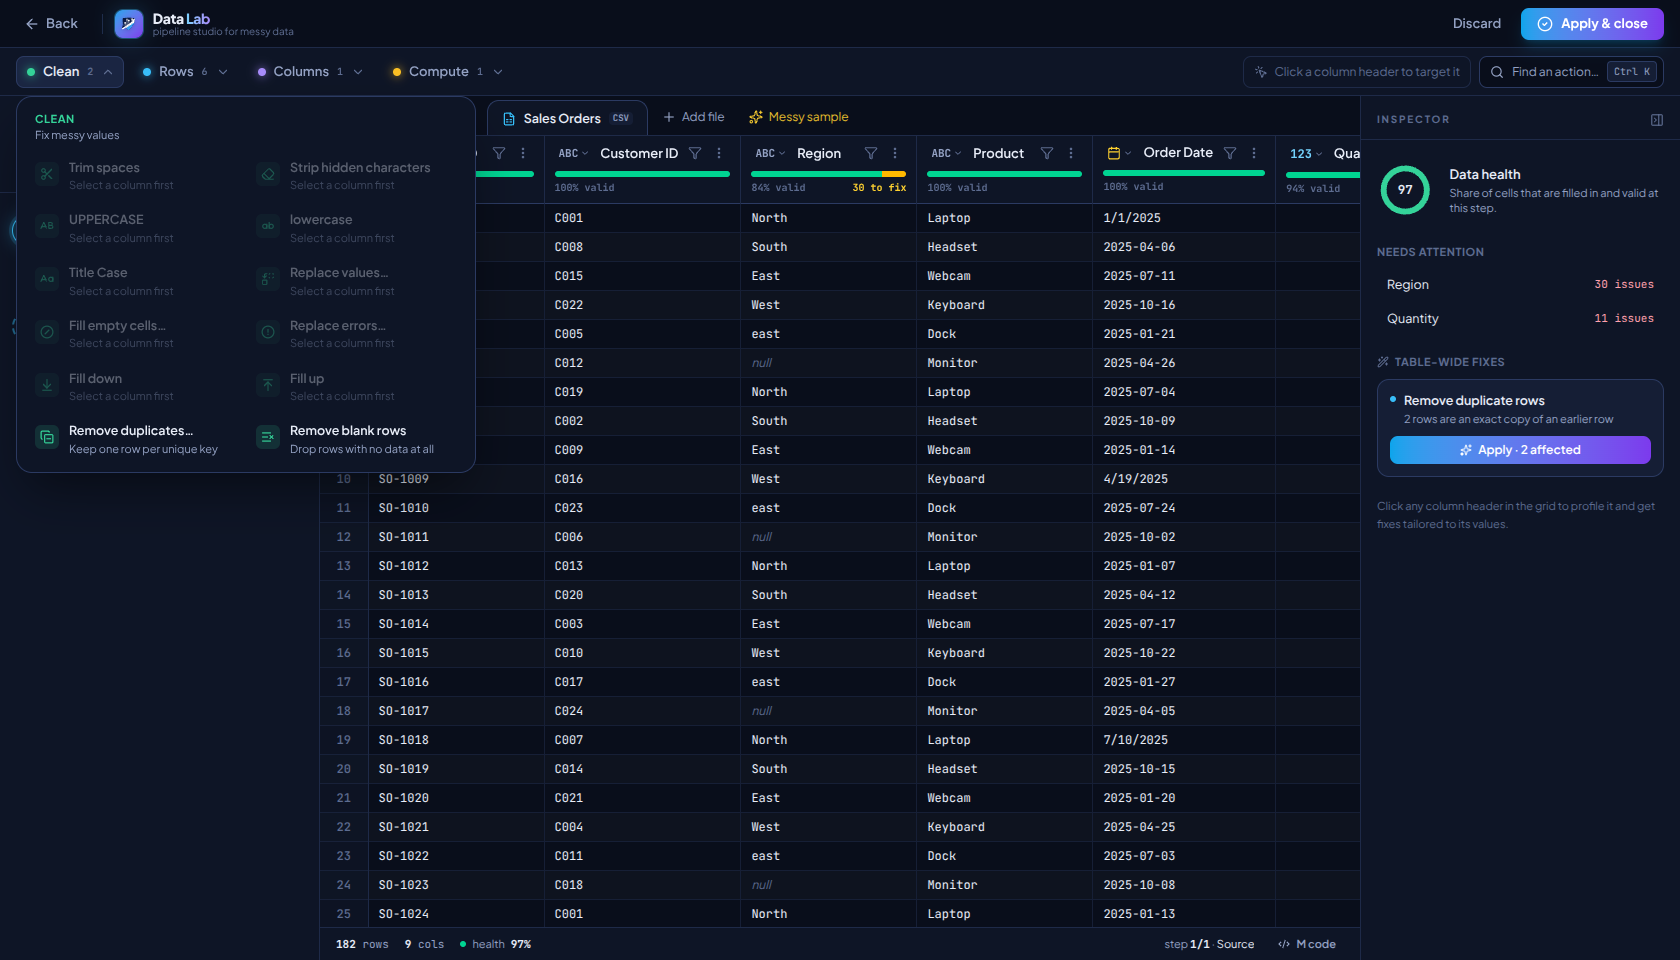 Back
Data Lab
pipeline studio for messy data
Discard
Apply & close
Clean 2
Rows 6
Columns 1
Compute 1
Click a column header to target it
Find an action... Ctrl K
CLEAN
Fix messy values
Trim spaces
Select a column first
Strip hidden characters
Select a column first
AB UPPERCASE
Select a column first
ab lowercase
Select a column first
Aa Title Case
Select a column first
Replace values...
Select a column first
Fill empty cells...
Select a column first
Replace errors...
Select a column first
Fill down
Select a column first
Fill up
Select a column first
Remove duplicates...
Keep one row per unique key
Remove blank rows
Drop rows with no data at all
Sales Orders CSV
Add file
Messy sample
ABC Customer ID
100% valid
ABC Region
84% valid 30 to fix
ABC Product
100% valid
Order Date
100% valid
123 Qua
94% valid
C001 North Laptop 1/1/2025
C008 South Headset 2025-04-06
C015 East Webcam 2025-07-11
C022 West Keyboard 2025-10-16
C005 east Dock 2025-01-21
C012 null Monitor 2025-04-26
C019 North Laptop 2025-07-04
C002 South Headset 2025-10-09
C009 East Webcam 2025-01-14
10 SO-1009 C016 West Keyboard 4/19/2025
11 SO-1010 C023 east Dock 2025-07-24
12 SO-1011 C006 null Monitor 2025-10-02
13 SO-1012 C013 North Laptop 2025-01-07
14 SO-1013 C020 South Headset 2025-04-12
15 SO-1014 C003 East Webcam 2025-07-17
16 SO-1015 C010 West Keyboard 2025-10-22
17 SO-1016 C017 east Dock 2025-01-27
18 SO-1017 C024 null Monitor 2025-04-05
19 SO-1018 C007 North Laptop 7/10/2025
20 SO-1019 C014 South Headset 2025-10-15
21 SO-1020 C021 East Webcam 2025-01-20
22 SO-1021 C004 West Keyboard 2025-04-25
23 SO-1022 C011 east Dock 2025-07-03
24 SO-1023 C018 null Monitor 2025-10-08
25 SO-1024 C001 North Laptop 2025-01-13
182 rows 9 cols health 97%
step 1/1 · Source
M code
INSPECTOR
97
Data health
Share of cells that are filled in and valid at
this step.
NEEDS ATTENTION
Region 30 issues
Quantity 11 issues
TABLE-WIDE FIXES
Remove duplicate rows
2 rows are an exact copy of an earlier row
Apply · 2 affected
Click any column header in the grid to profile it and get
fixes tailored to its values.